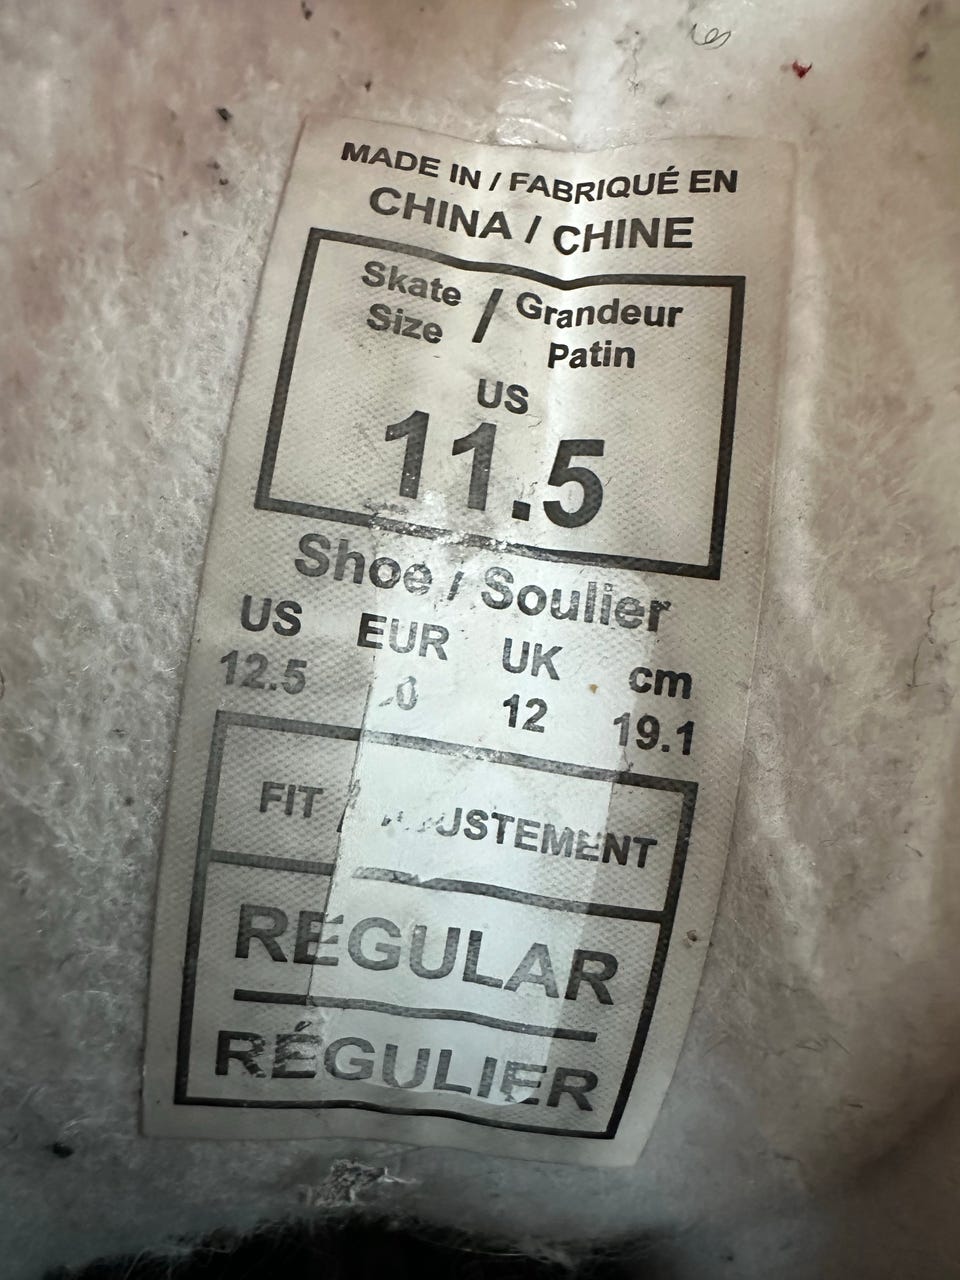 MADE IN / FABRIQUÉ EN
CHINA / CHINE
Skate / Grandeur
Size Patin
US
11.5
Shoe / Soulier
US EUR UK cm
12.5 12 19.1
FIT /
REGULAR
RÉGULIER